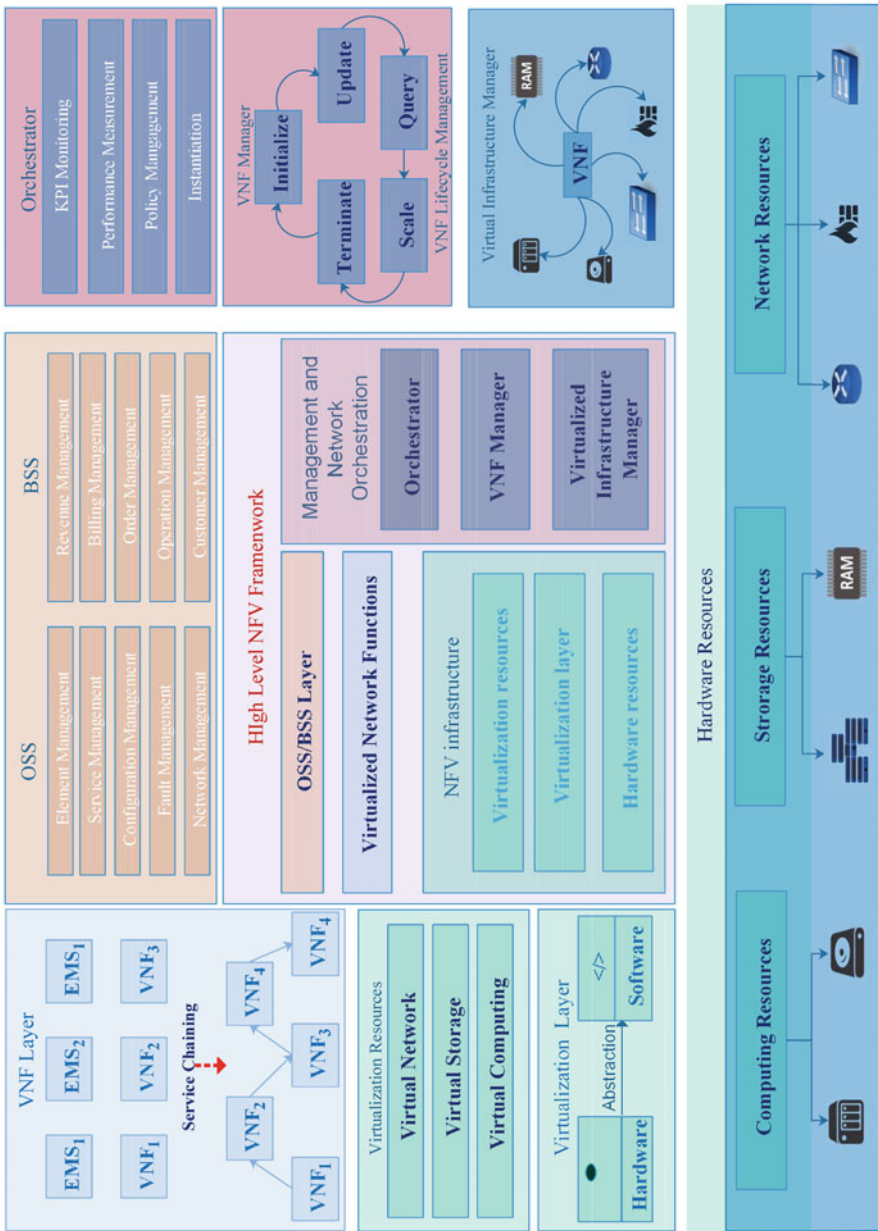 VNF Layer
EMS1 EMS2 EMS1
VNF1 VNF2 VNF3
Service Chaining
VNF2 VNF4
VNF1 VNF3 VNF4
OSS
Element Management
Service Management
Configuration Management
Fault Management
Network Management
BSS
Revenue Management
Billing Management
Order Management
Operation Management
Customer Management
Orchestrator
KPI Monitoring
Performance Measurement
Policy Mangagement
Instantiation
Virtualization Resources
Virtual Network
Virtual Storage
Virtual Computing
Virtualization Layer
Hardware
Abstraction
</>
Software
HIgh Level NFV Framenwork
OSS/BSS Layer
Virtualized Network Functions
NFV infrastructure
Virtualization resources
Virtualization layer
Hardware resources
Management and
Network
Orchestration
Orchestrator
VNF Manager
Virtualized
Infrastructure
Manager
VNF Manager
Initialize
Terminate
Update
Scale
Query
VNF Lifecycle Management
Virtual Infrastructure Manager
RAM
VNF
Hardware Resources
Computing Resources
Strorage Resources
Network Resources
RAM